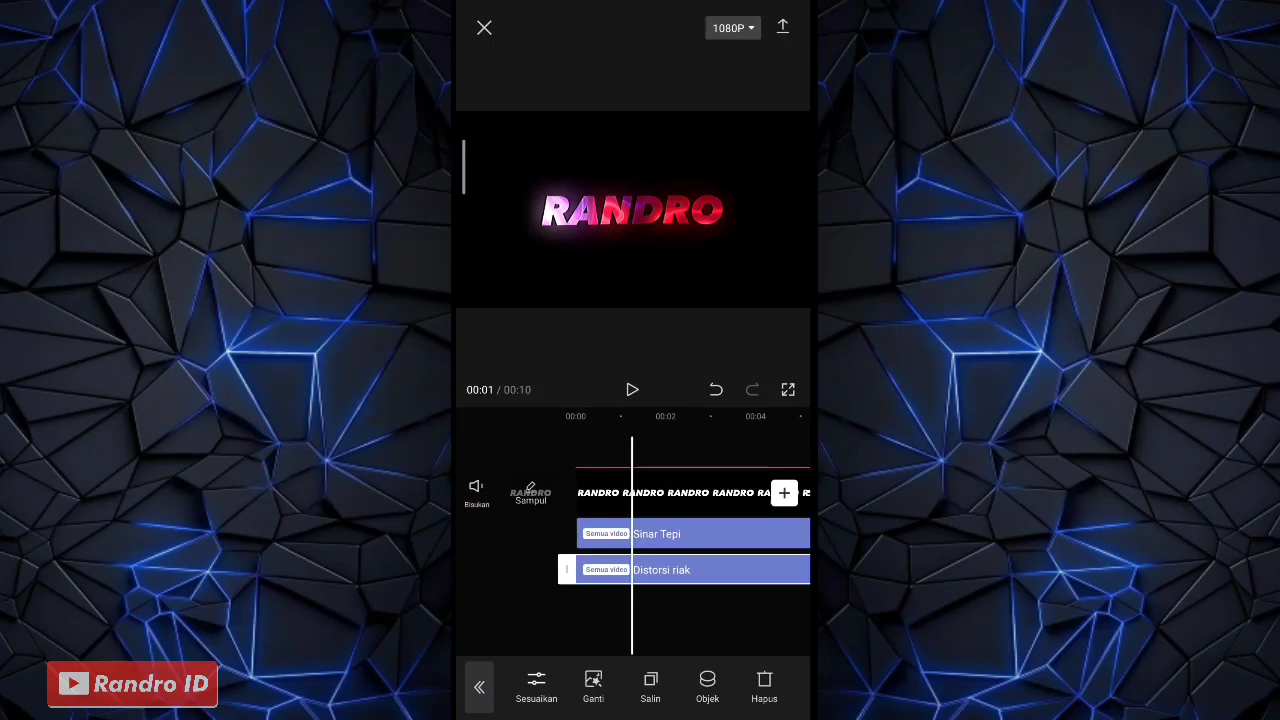 1080P
RANDRO
00:01 / 00:10
00:00
00:02
00:04
Bisukan
RANDRO
Sampul
RANDRO RANDRO RANDRO RANDRO
Semua video Sinar Tepi
Semua video Distorsi riak
Sesuaikan
Ganti
Salin
Objek
Hapus
Randro ID